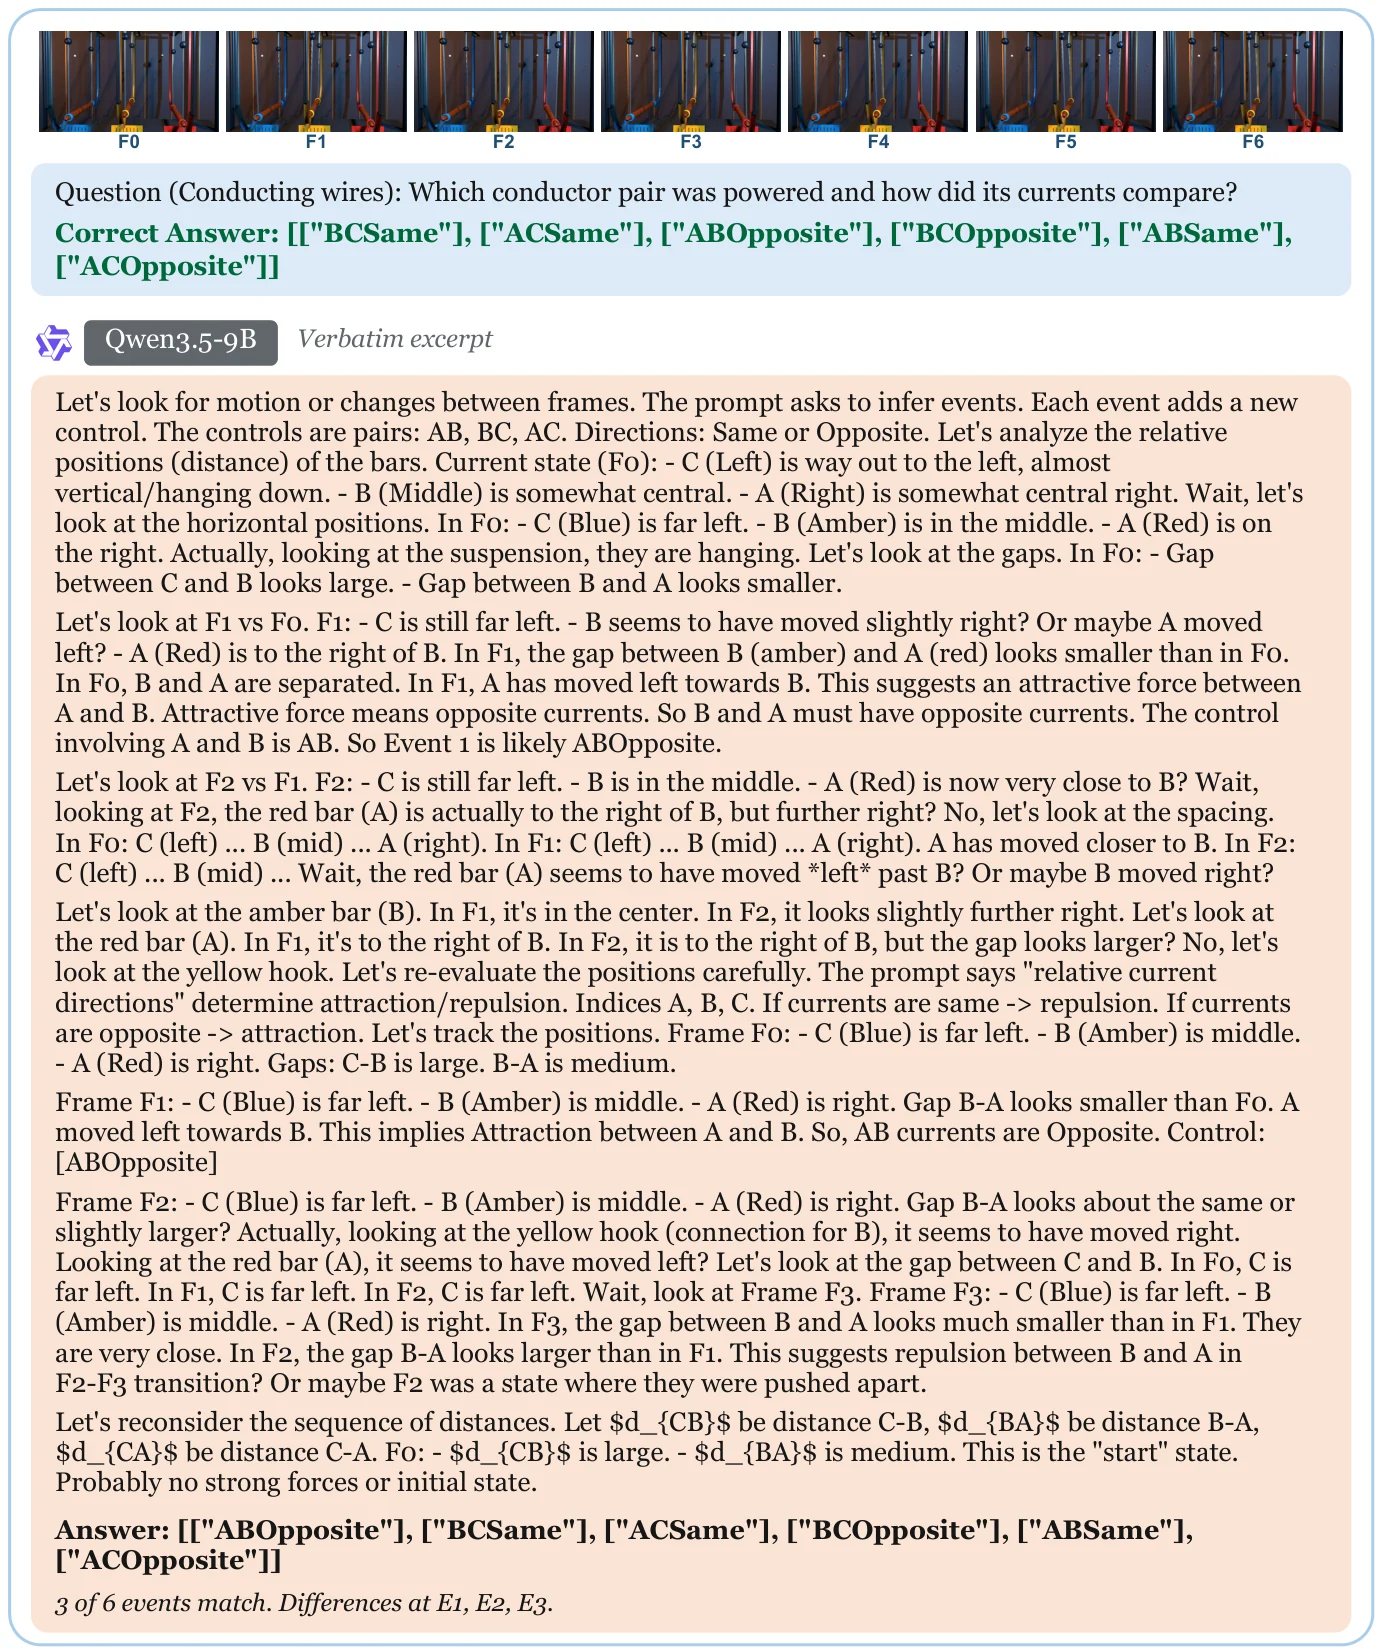 F0 F1 F2 F3 F4 F5 F6
Question (Conducting wires): Which conductor pair was powered and how did its currents compare?
Correct Answer: [["BCSame"], ["ACSame"], ["ABOpposite"], ["BCOpposite"], ["ABSame"],
["ACOpposite"]]
Qwen3.5-9B Verbatim excerpt
Let's look for motion or changes between frames. The prompt asks to infer events. Each event adds a new
control. The controls are pairs: AB, BC, AC. Directions: Same or Opposite. Let's analyze the relative
positions (distance) of the bars. Current state (F0): - C (Left) is way out to the left, almost
vertical/hanging down. - B (Middle) is somewhat central. - A (Right) is somewhat central right. Wait, let's
look at the horizontal positions. In F0: - C (Blue) is far left. - B (Amber) is in the middle. - A (Red) is on
the right. Actually, looking at the suspension, they are hanging. Let's look at the gaps. In F0: - Gap
between C and B looks large. - Gap between B and A looks smaller.
Let's look at F1 vs F0. F1: - C is still far left. - B seems to have moved slightly right? Or maybe A moved
left? - A (Red) is to the right of B. In F1, the gap between B (amber) and A (red) looks smaller than in F0.
In F0, B and A are separated. In F1, A has moved left towards B. This suggests an attractive force between
A and B. Attractive force means opposite currents. So B and A must have opposite currents. The control
involving A and B is AB. So Event 1 is likely ABOpposite.
Let's look at F2 vs F1. F2: - C is still far left. - B is in the middle. - A (Red) is now very close to B? Wait,
looking at F2, the red bar (A) is actually to the right of B, but further right? No, let's look at the spacing.
In F0: C (left) ... B (mid) ... A (right). In F1: C (left) ... B (mid) ... A (right). A has moved closer to B. In F2:
C (left) ... B (mid) ... Wait, the red bar (A) seems to have moved *left* past B? Or maybe B moved right?
Let's look at the amber bar (B). In F1, it's in the center. In F2, it looks slightly further right. Let's look at
the red bar (A). In F1, it's to the right of B. In F2, it is to the right of B, but the gap looks larger? No, let's
look at the yellow hook. Let's re-evaluate the positions carefully. The prompt says "relative current
directions" determine attraction/repulsion. Indices A, B, C. If currents are same -> repulsion. If currents
are opposite -> attraction. Let's track the positions. Frame F0: - C (Blue) is far left. - B (Amber) is middle.
- A (Red) is right. Gaps: C-B is large. B-A is medium.
Frame F1: - C (Blue) is far left. - B (Amber) is middle. - A (Red) is right. Gap B-A looks smaller than F0. A
moved left towards B. This implies Attraction between A and B. So, AB currents are Opposite. Control:
[ABOpposite]
Frame F2: - C (Blue) is far left. - B (Amber) is middle. - A (Red) is right. Gap B-A looks about the same or
slightly larger? Actually, looking at the yellow hook (connection for B), it seems to have moved right.
Looking at the red bar (A), it seems to have moved left? Let's look at the gap between C and B. In F0, C is
far left. In F1, C is far left. In F2, C is far left. Wait, look at Frame F3. Frame F3: - C (Blue) is far left. - B
(Amber) is middle. - A (Red) is right. In F3, the gap between B and A looks much smaller than in F1. They
are very close. In F2, the gap B-A looks larger than in F1. This suggests repulsion between B and A in
F2-F3 transition? Or maybe F2 was a state where they were pushed apart.
Let's reconsider the sequence of distances. Let $d_{CB}$ be distance C-B, $d_{BA}$ be distance B-A,
$d_{CA}$ be distance C-A. F0: - $d_{CB}$ is large. - $d_{BA}$ is medium. This is the "start" state.
Probably no strong forces or initial state.
Answer: [["ABOpposite"], ["BCSame"], ["ACSame"], ["BCOpposite"], ["ABSame"],
["ACOpposite"]]
3 of 6 events match. Differences at E1, E2, E3.